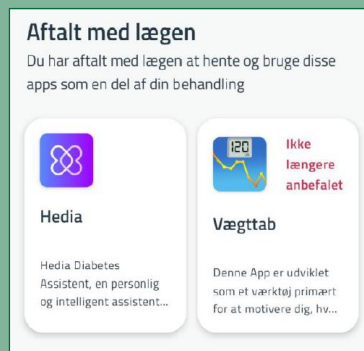 Aftalt med lægen
Du har aftalt med lægen at hente og bruge disse
apps som en del af din behandling
Hedia
Hedia Diabetes
Assistent, en personlig
og intelligent assistent...
120
Ikke
længere
anbefalet
Vægttab
Denne App er udviklet
som et værktøj primært
for at motivere dig, hv...